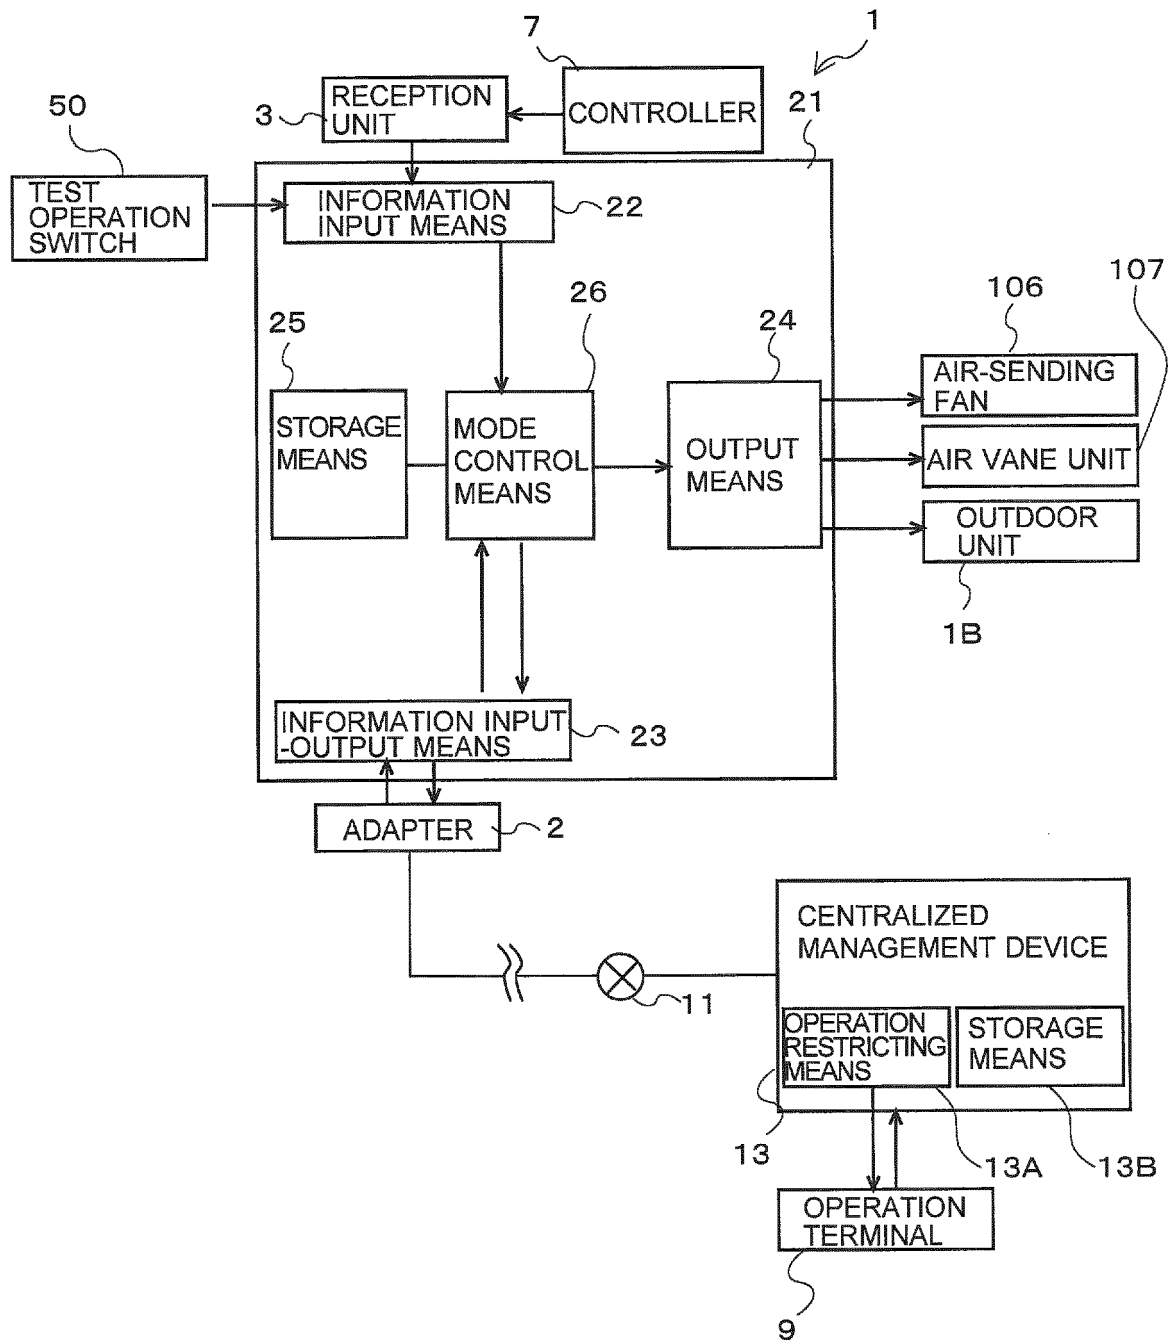 7
1
RECEPTION
UNIT
3
CONTROLLER
21
50
TEST
OPERATION
SWITCH
INFORMATION
INPUT MEANS
22
107
106
26
24
25
AIR-SENDING
FAN
STORAGE
MEANS
MODE
CONTROL
MEANS
OUTPUT
MEANS
AIR VANE UNIT
OUTDOOR
UNIT
1B
INFORMATION INPUT
-OUTPUT MEANS
23
ADAPTER
2
CENTRALIZED
MANAGEMENT DEVICE
11
OPERATION
RESTRICTING
MEANS
STORAGE
MEANS
13
13A
13B
OPERATION
TERMINAL
9